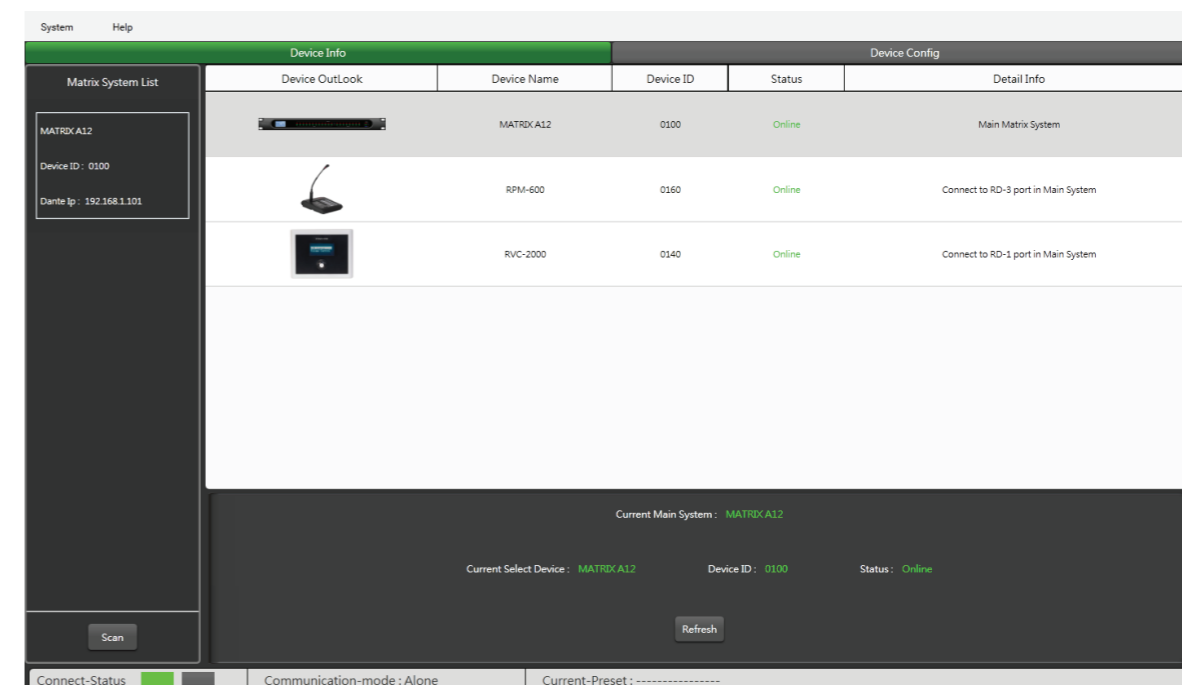 System Help
Device Info Device Config
Matrix System List
Device OutLook Device Name Device ID Status Detail Info
MATRIX A12
Device ID : 0100
Dante Ip : 192.168.1.101
MATRIX A12 0100 Online Main Matrix System
RPM-600 0160 Online Connect to RD-3 port in Main System
RVC-2000 0140 Online Connect to RD-1 port in Main System
Current Main System : MATRIX A12
Current Select Device : MATRIX A12 Device ID : 0100 Status : Online
Scan
Refresh
Connect-Status Communication-mode : Alone Current-Preset : ----------------